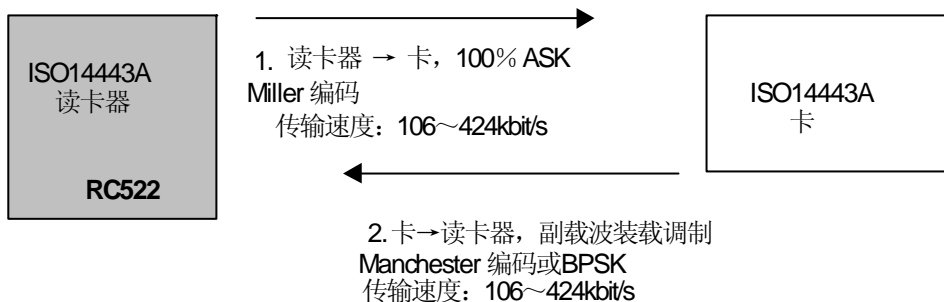 ISO14443A
读卡器
RC522
1. 读卡器 → 卡，100% ASK
Miller 编码
传输速度：106～424kbit/s
ISO14443A
卡
2.卡→读卡器，副载波装载调制
Manchester 编码或BPSK
传输速度：106～424kbit/s